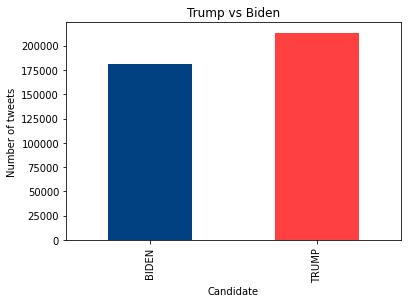 Trump vs Biden
Number of tweets
200000
175000
150000
125000
100000
75000
50000
25000
0
BIDEN
TRUMP
Candidate